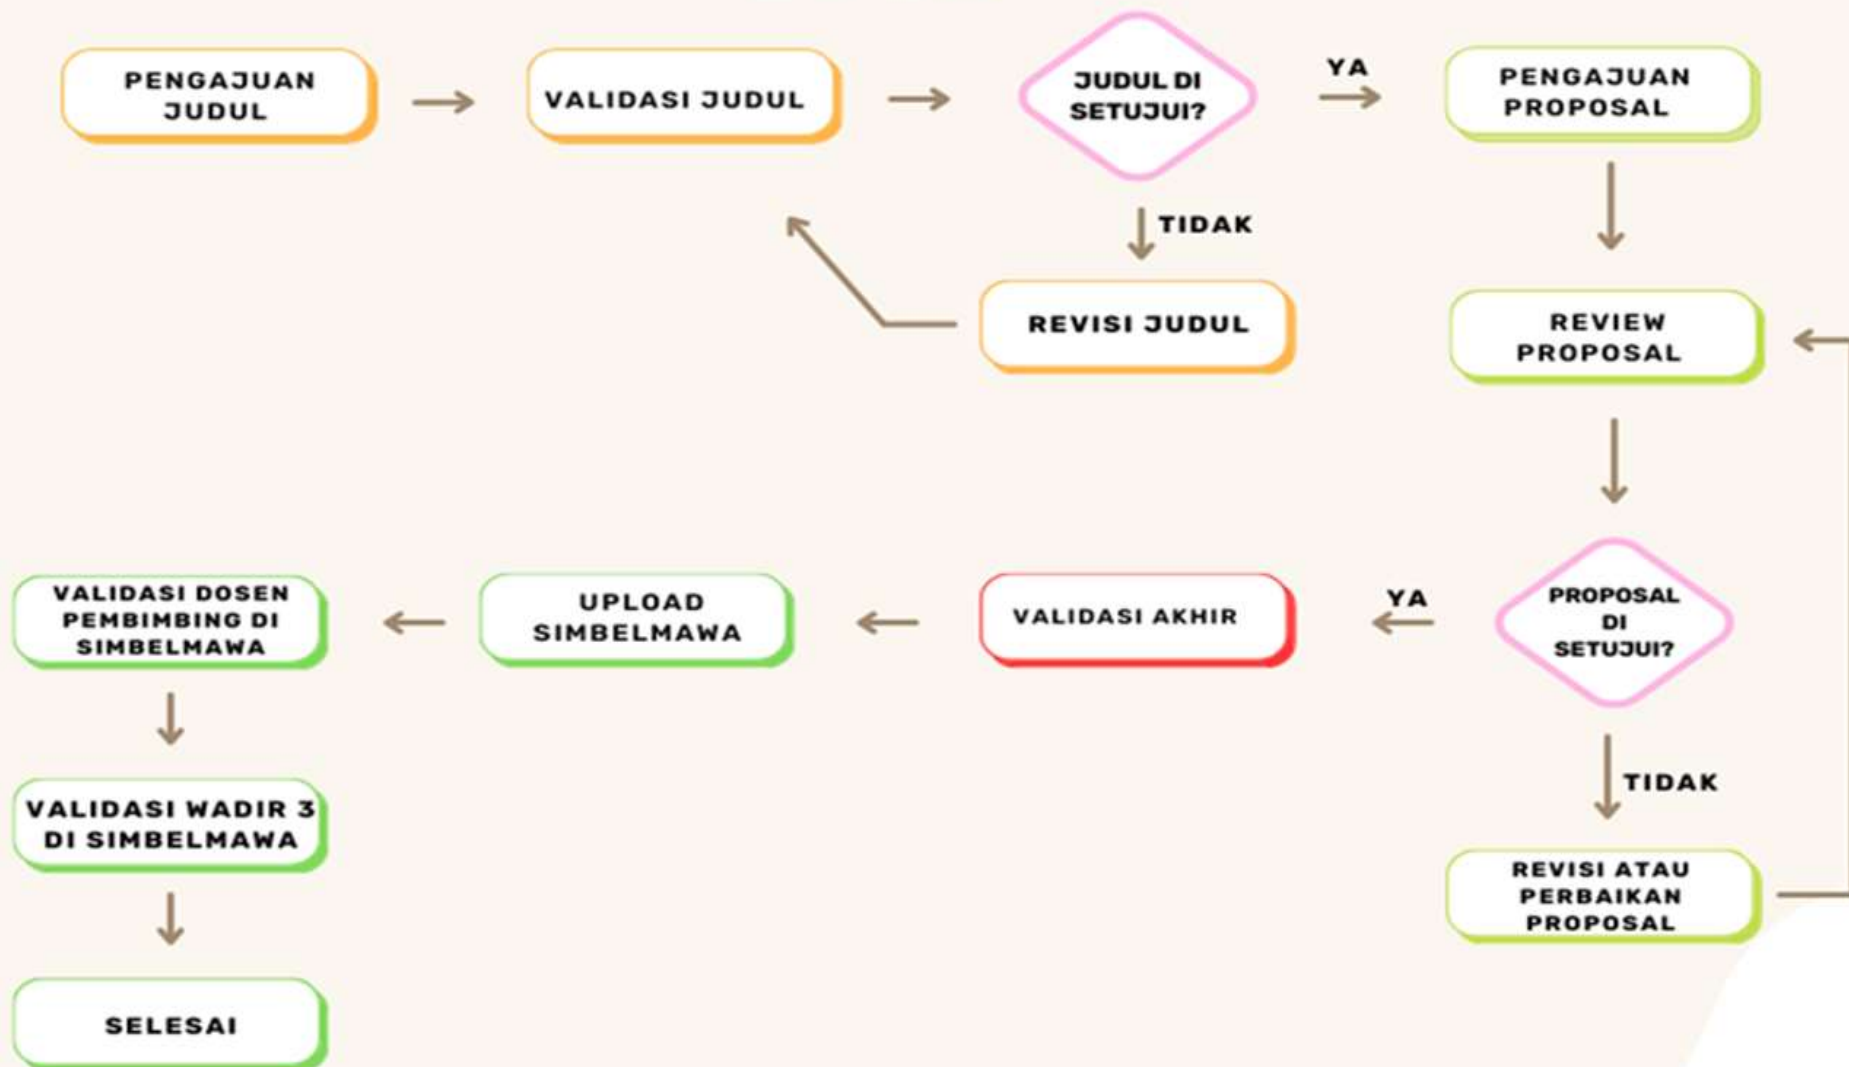 PENGAJUAN
JUDUL
VALIDASI JUDUL
JUDUL DI
SETUJUI?
YA
PENGAJUAN
PROPOSAL
TIDAK
REVISI JUDUL
REVIEW
PROPOSAL
PROPOSAL
DI
SETUJUI?
YA
VALIDASI AKHIR
UPLOAD
SIMBELMAWA
VALIDASI DOSEN
PEMBIMBING DI
SIMBELMAWA
TIDAK
REVISI ATAU
PERBAIKAN
PROPOSAL
VALIDASI WADIR 3
DI SIMBELMAWA
SELESAI